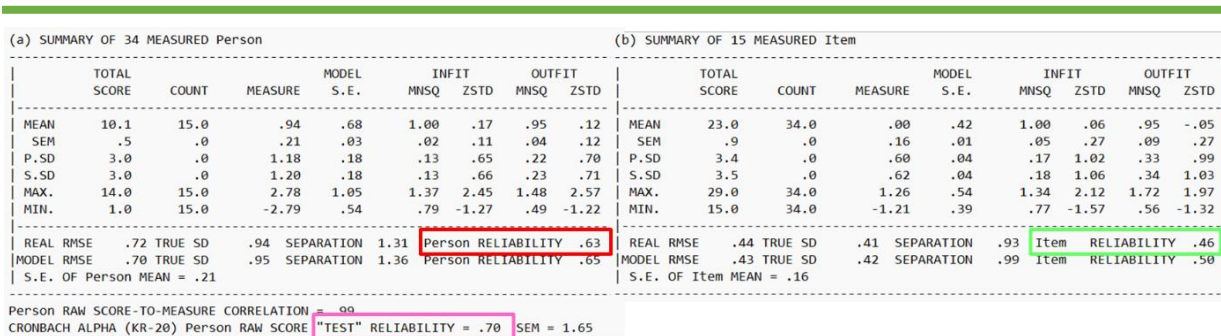 (a) SUMMARY OF 34 MEASURED Person
TOTAL MODEL INFIT OUTFIT
SCORE COUNT MEASURE S.E. MNSQ ZSTD MNSQ ZSTD
MEAN 10.1 15.0 .94 .68 1.00 .17 .95 .12
SEM .5 .0 .21 .03 .02 .11 .04 .12
P.SD 3.0 .0 1.18 .18 .13 .65 .22 .70
S.SD 3.0 .0 1.20 .18 .13 .66 .23 .71
MAX. 14.0 15.0 2.78 1.05 1.37 2.45 1.48 2.57
MIN. 1.0 15.0 -2.79 .54 .79 -1.27 .49 -1.22
REAL RMSE .72 TRUE SD .94 SEPARATION 1.31 Person RELIABILITY .63
MODEL RMSE .70 TRUE SD .95 SEPARATION 1.36 Person RELIABILITY .65
S.E. OF Person MEAN = .21
Person RAW SCORE-TO-MEASURE CORRELATION = .99
CRONBACH ALPHA (KR-20) Person RAW SCORE "TEST" RELIABILITY = .70 SEM = 1.65
(b) SUMMARY OF 15 MEASURED Item
TOTAL MODEL INFIT OUTFIT
SCORE COUNT MEASURE S.E. MNSQ ZSTD MNSQ ZSTD
MEAN 23.0 34.0 .00 .42 1.00 .06 .95 -.05
SEM .9 .0 .16 .01 .05 .27 .09 .27
P.SD 3.4 .0 .60 .04 .17 1.02 .33 .99
S.SD 3.5 .0 .62 .04 .18 1.06 .34 1.03
MAX. 29.0 34.0 1.26 .54 1.34 2.12 1.72 1.97
MIN. 15.0 34.0 -1.21 .39 .77 -1.57 .56 -1.32
REAL RMSE .44 TRUE SD .41 SEPARATION .93 Item RELIABILITY .46
MODEL RMSE .43 TRUE SD .42 SEPARATION .99 Item RELIABILITY .50
S.E. OF Item MEAN = .16